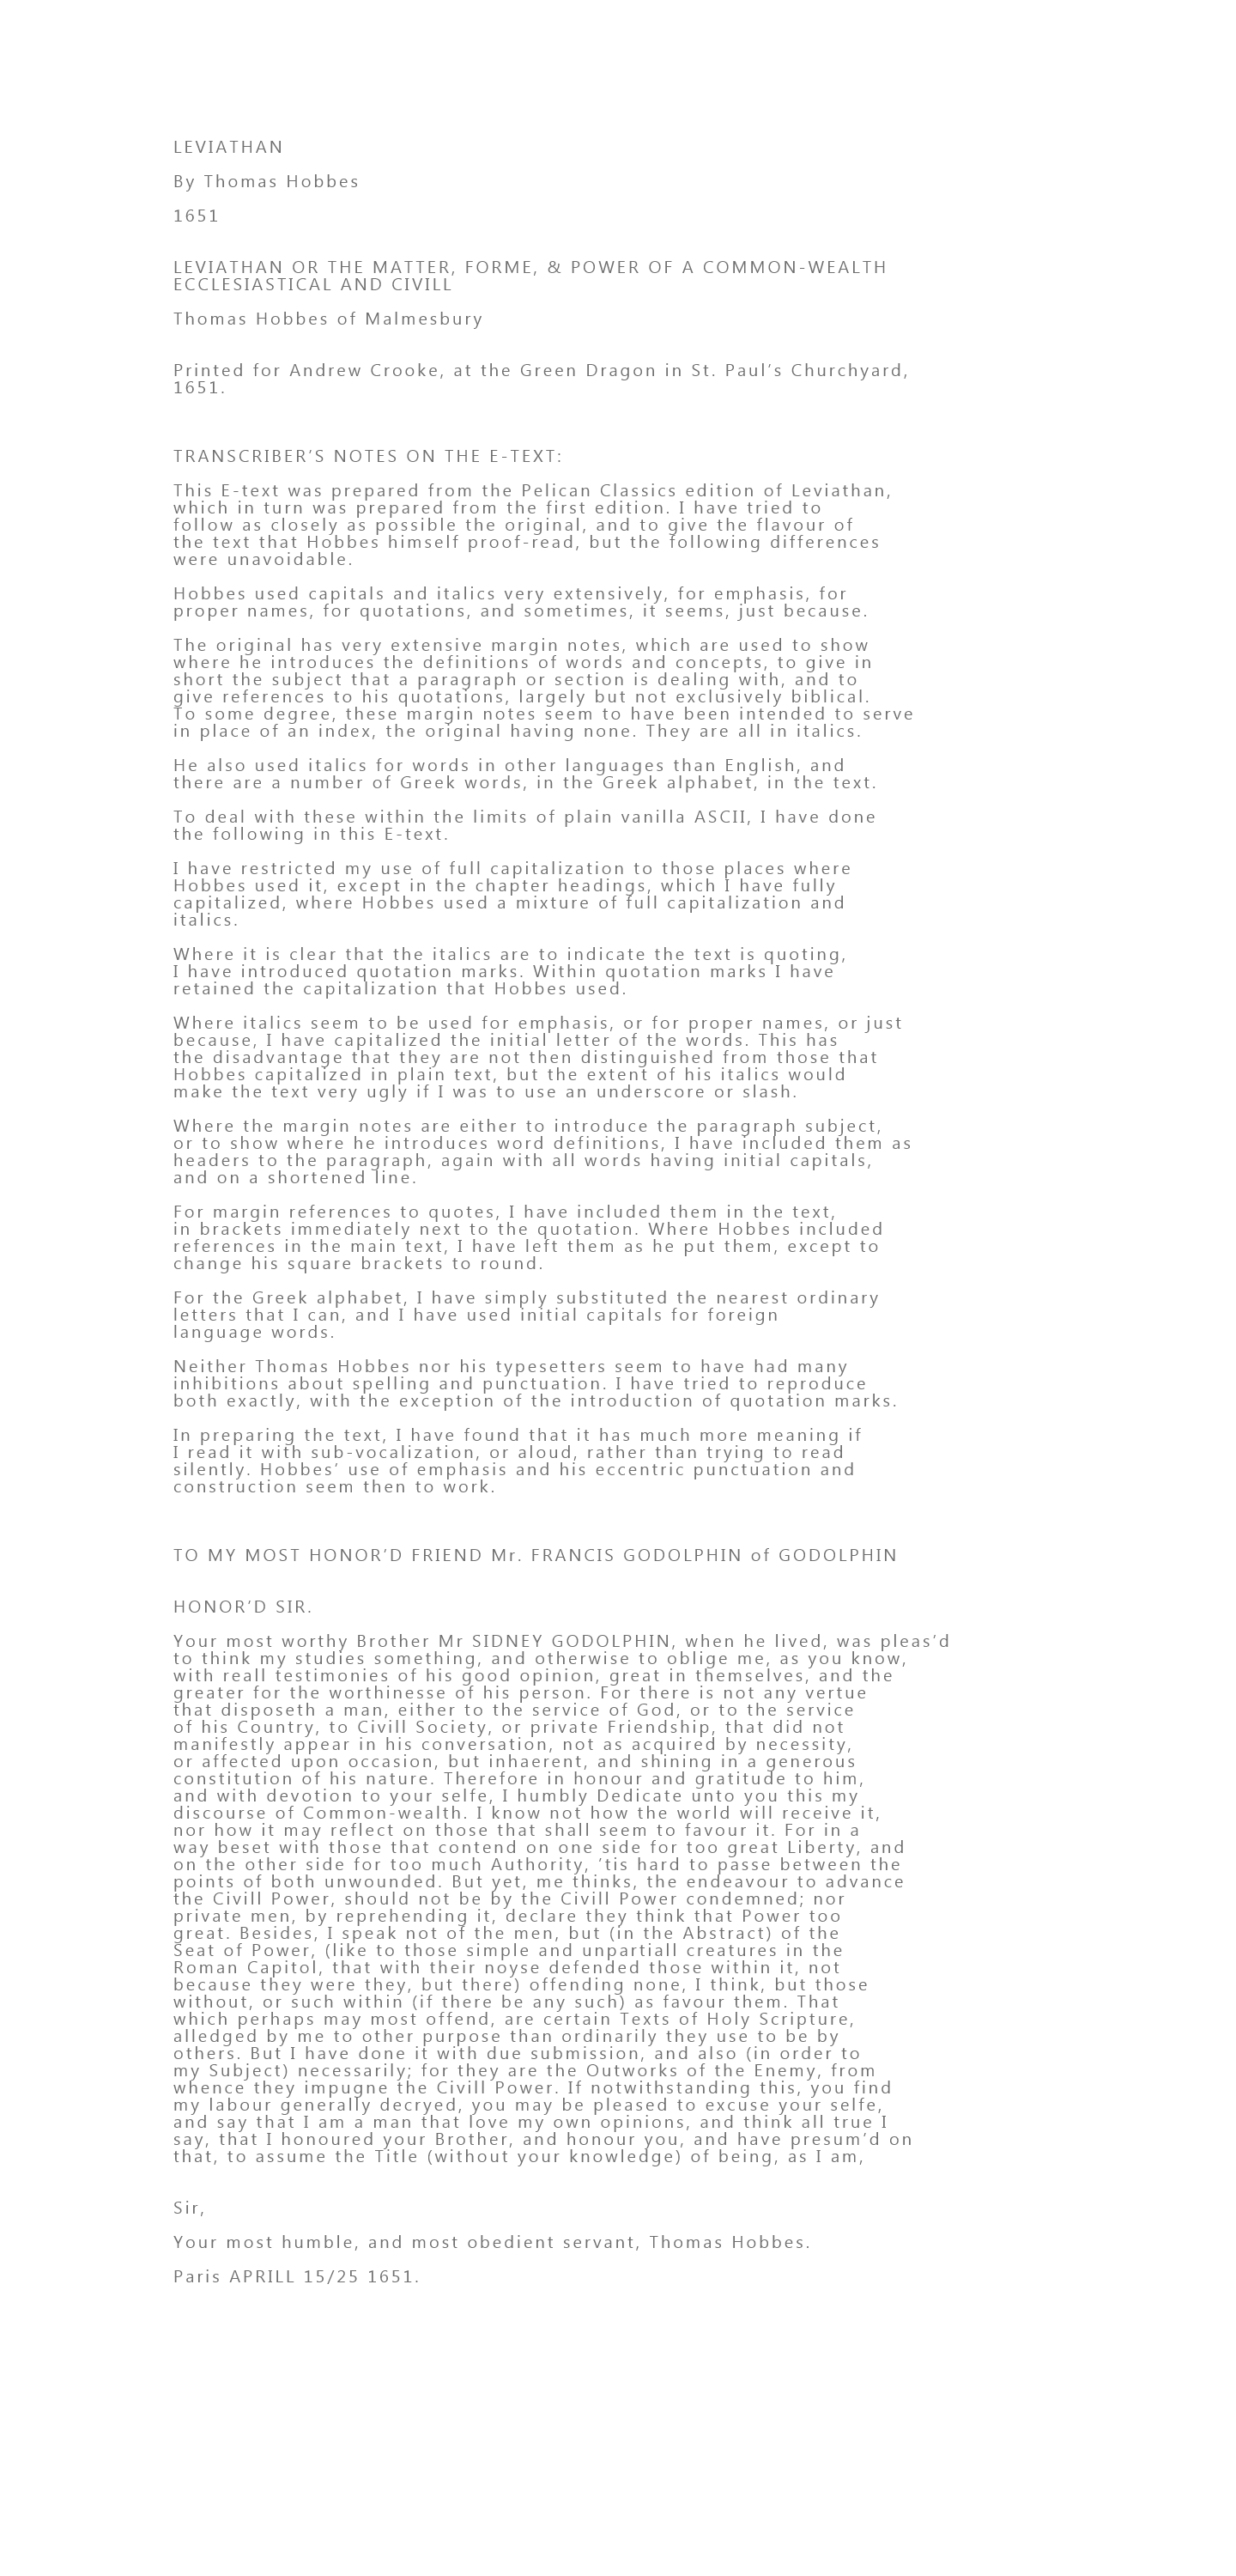 LEVIATHAN
By Thomas Hobbes
1651
LEVIATHAN OR THE MATTER, FORME, & POWER OF A COMMON-WEALTH
ECCLESIASTICAL AND CIVILL
Thomas Hobbes of Malmesbury
Printed for Andrew Crooke, at the Green Dragon in St. Paul’s Churchyard,
1651.
TRANSCRIBER’S NOTES ON THE E-TEXT:
This E-text was prepared from the Pelican Classics edition of Leviathan,
which in turn was prepared from the first edition. I have tried to
follow as closely as possible the original, and to give the flavour of
the text that Hobbes himself proof-read, but the following differences
were unavoidable.
Hobbes used capitals and italics very extensively, for emphasis, for
proper names, for quotations, and sometimes, it seems, just because.
The original has very extensive margin notes, which are used to show
where he introduces the definitions of words and concepts, to give in
short the subject that a paragraph or section is dealing with, and to
give references to his quotations, largely but not exclusively biblical.
To some degree, these margin notes seem to have been intended to serve
in place of an index, the original having none. They are all in italics.
He also used italics for words in other languages than English, and
there are a number of Greek words, in the Greek alphabet, in the text.
To deal with these within the limits of plain vanilla ASCII, I have done
the following in this E-text.
I have restricted my use of full capitalization to those places where
Hobbes used it, except in the chapter headings, which I have fully
capitalized, where Hobbes used a mixture of full capitalization and
italics.
Where it is clear that the italics are to indicate the text is quoting,
I have introduced quotation marks. Within quotation marks I have
retained the capitalization that Hobbes used.
Where italics seem to be used for emphasis, or for proper names, or just
because, I have capitalized the initial letter of the words. This has
the disadvantage that they are not then distinguished from those that
Hobbes capitalized in plain text, but the extent of his italics would
make the text very ugly if I was to use an underscore or slash.
Where the margin notes are either to introduce the paragraph subject,
or to show where he introduces word definitions, I have included them as
headers to the paragraph, again with all words having initial capitals,
and on a shortened line.
For margin references to quotes, I have included them in the text,
in brackets immediately next to the quotation. Where Hobbes included
references in the main text, I have left them as he put them, except to
change his square brackets to round.
For the Greek alphabet, I have simply substituted the nearest ordinary
letters that I can, and I have used initial capitals for foreign
language words.
Neither Thomas Hobbes nor his typesetters seem to have had many
inhibitions about spelling and punctuation. I have tried to reproduce
both exactly, with the exception of the introduction of quotation marks.
In preparing the text, I have found that it has much more meaning if
I read it with sub-vocalization, or aloud, rather than trying to read
silently. Hobbes’ use of emphasis and his eccentric punctuation and
construction seem then to work.
TO MY MOST HONOR’D FRIEND Mr. FRANCIS GODOLPHIN of GODOLPHIN
HONOR’D SIR.
Your most worthy Brother Mr SIDNEY GODOLPHIN, when he lived, was pleas’d
to think my studies something, and otherwise to oblige me, as you know,
with reall testimonies of his good opinion, great in themselves, and the
greater for the worthinesse of his person. For there is not any vertue
that disposeth a man, either to the service of God, or to the service
of his Country, to Civill Society, or private Friendship, that did not
manifestly appear in his conversation, not as acquired by necessity,
or affected upon occasion, but inhaerent, and shining in a generous
constitution of his nature. Therefore in honour and gratitude to him,
and with devotion to your selfe, I humbly Dedicate unto you this my
discourse of Common-wealth. I know not how the world will receive it,
nor how it may reflect on those that shall seem to favour it. For in a
way beset with those that contend on one side for too great Liberty, and
on the other side for too much Authority, ’tis hard to passe between the
points of both unwounded. But yet, me thinks, the endeavour to advance
the Civill Power, should not be by the Civill Power condemned; nor
private men, by reprehending it, declare they think that Power too
great. Besides, I speak not of the men, but (in the Abstract) of the
Seat of Power, (like to those simple and unpartiall creatures in the
Roman Capitol, that with their noyse defended those within it, not
because they were they, but there) offending none, I think, but those
without, or such within (if there be any such) as favour them. That
which perhaps may most offend, are certain Texts of Holy Scripture,
alledged by me to other purpose than ordinarily they use to be by
others. But I have done it with due submission, and also (in order to
my Subject) necessarily; for they are the Outworks of the Enemy, from
whence they impugne the Civill Power. If notwithstanding this, you find
my labour generally decryed, you may be pleased to excuse your selfe,
and say that I am a man that love my own opinions, and think all true I
say, that I honoured your Brother, and honour you, and have presum’d on
that, to assume the Title (without your knowledge) of being, as I am,
Sir,
Your most humble, and most obedient servant, Thomas Hobbes.
Paris APRILL 15/25 1651.